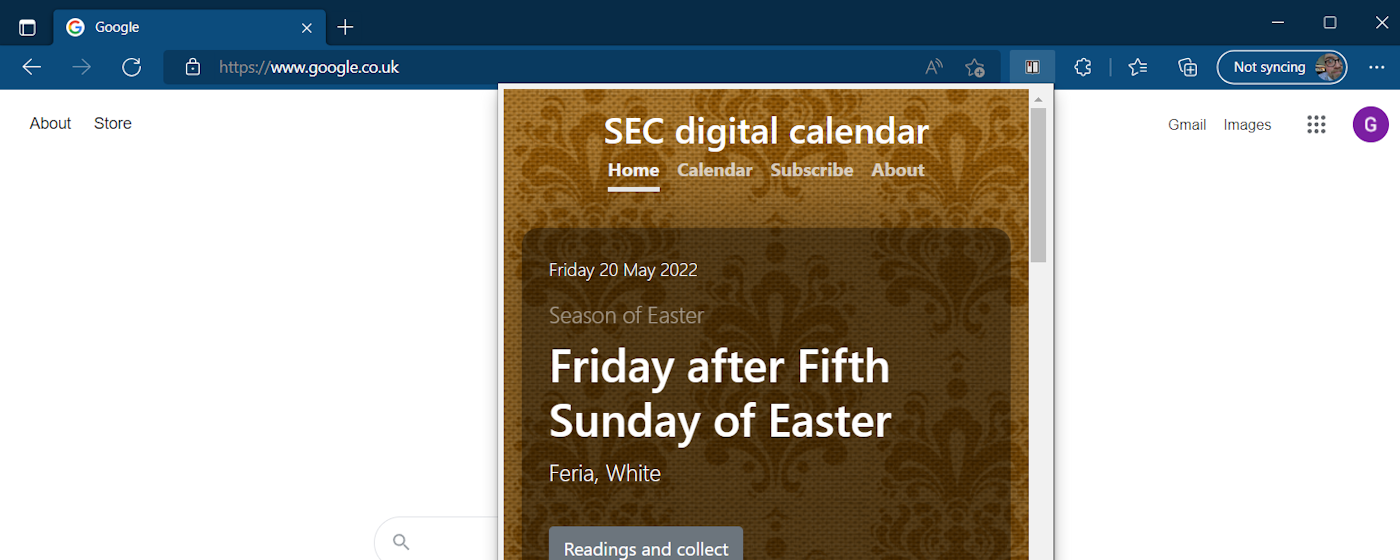 Google
https://www.google.co.uk
Not syncing
About Store
Gmail Images
G
SEC digital calendar
Home Calendar Subscribe About
Friday 20 May 2022
Season of Easter
Friday after Fifth
Sunday of Easter
Feria, White
Readings and collect